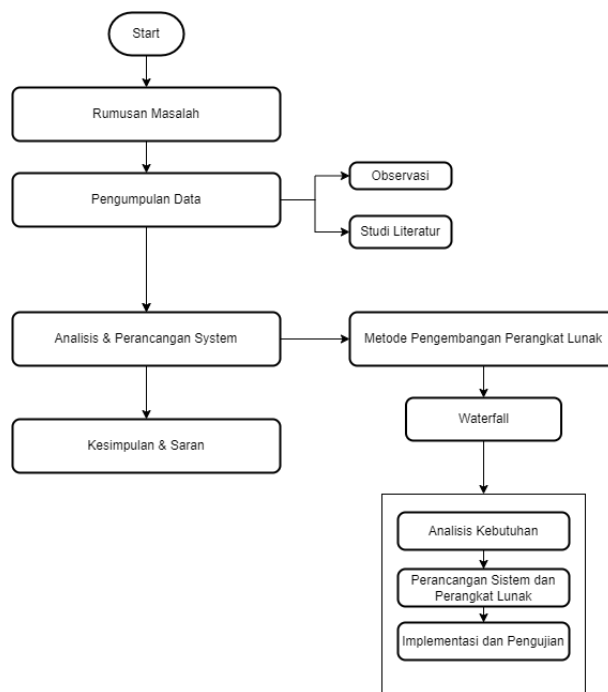 Start
Rumusan Masalah
Pengumpulan Data
Observasi
Studi Literatur
Analisis & Perancangan System
Metode Pengembangan Perangkat Lunak
Kesimpulan & Saran
Waterfall
Analisis Kebutuhan
Perancangan Sistem dan
Perangkat Lunak
Implementasi dan Pengujian